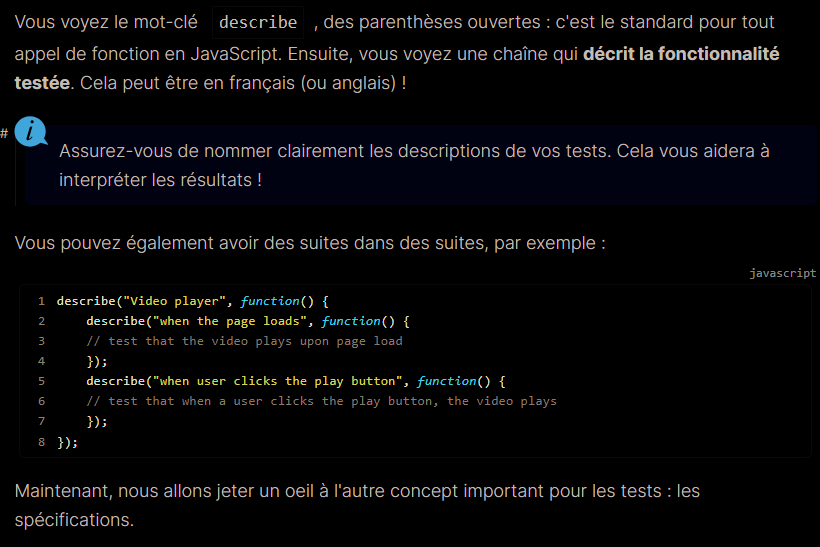 Vous voyez le mot-clé describe , des parenthèses ouvertes : c'est le standard pour tout
appel de fonction en JavaScript. Ensuite, vous voyez une chaîne qui décrit la fonctionnalité
testée. Cela peut être en français (ou anglais) !
#
i
Assurez-vous de nommer clairement les descriptions de vos tests. Cela vous aidera à
interpréter les résultats !
Vous pouvez également avoir des suites dans des suites, par exemple :
javascript
1 describe("Video player", function() {
2     describe("when the page loads", function() {
3     // test that the video plays upon page load
4     });
5     describe("when user clicks the play button", function() {
6     // test that when a user clicks the play button, the video plays
7     });
8 });
Maintenant, nous allons jeter un oeil à l'autre concept important pour les tests : les
spécifications.